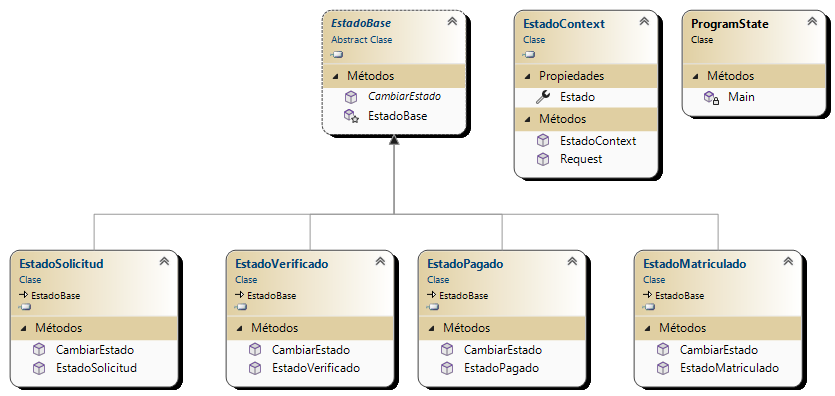 EstadoBase
Abstract Clase
Métodos
CambiarEstado
EstadoBase
EstadoContext
Clase
Propiedades
Estado
Métodos
EstadoContext
Request
ProgramState
Clase
Métodos
Main
EstadoSolicitud
Clase
EstadoBase
Métodos
CambiarEstado
EstadoSolicitud
EstadoVerificado
Clase
EstadoBase
Métodos
CambiarEstado
EstadoVerificado
EstadoPagado
Clase
EstadoBase
Métodos
CambiarEstado
EstadoPagado
EstadoMatriculado
Clase
EstadoBase
Métodos
CambiarEstado
EstadoMatriculado